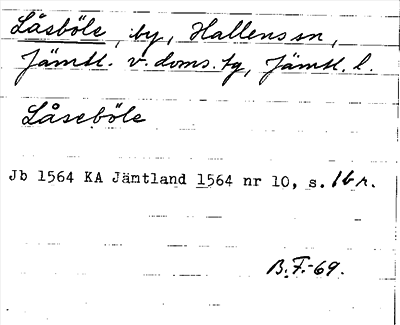 Låsböle, by, Hallens sn,
Jämtl. v. doms. tg, Jämtl. l.
Låseböle
Jb 1564 KA Jämtland 1564 nr 10, s. 16 r.
B.F.-69.